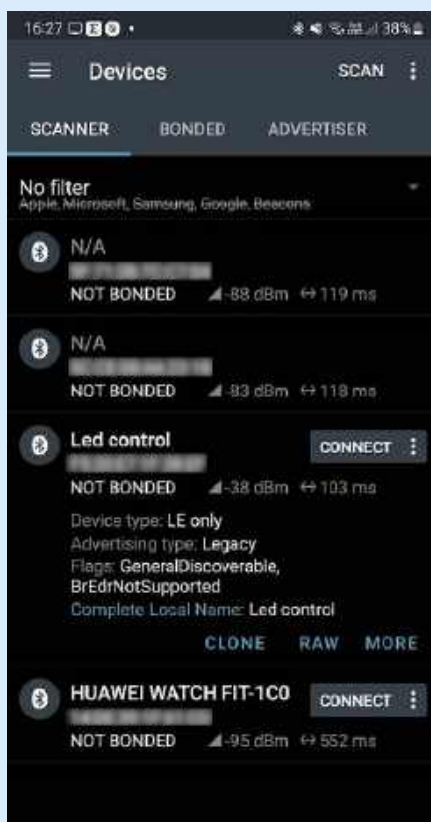 16:27
38%
Devices
SCAN
SCANNER BONDED ADVERTISER
No filter
Apple, Microsoft, Samsung, Google, Beacons
N/A
NOT BONDED -88 dBm 119 ms
N/A
NOT BONDED -83 dBm 118 ms
Led control CONNECT
NOT BONDED -38 dBm 103 ms
Device type: LE only
Advertising type: Legacy
Flags: GeneralDiscoverable,
BrEdrNotSupported
Complete Local Name: Led control
CLONE RAW MORE
HUAWEI WATCH FIT-1C0 CONNECT
NOT BONDED -95 dBm 552 ms